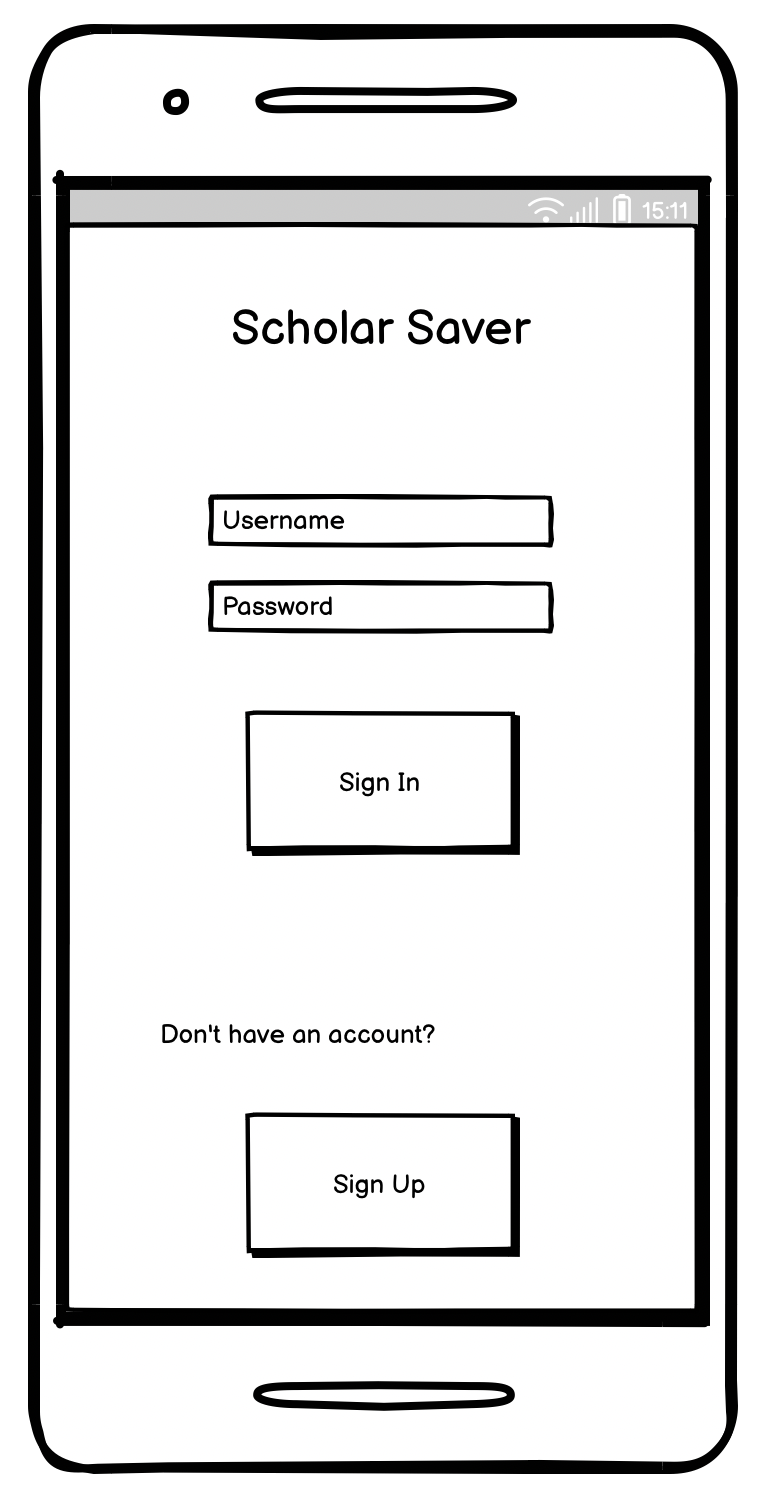 15:11
Scholar Saver
Username
Password
Sign In
Don't have an account?
Sign Up